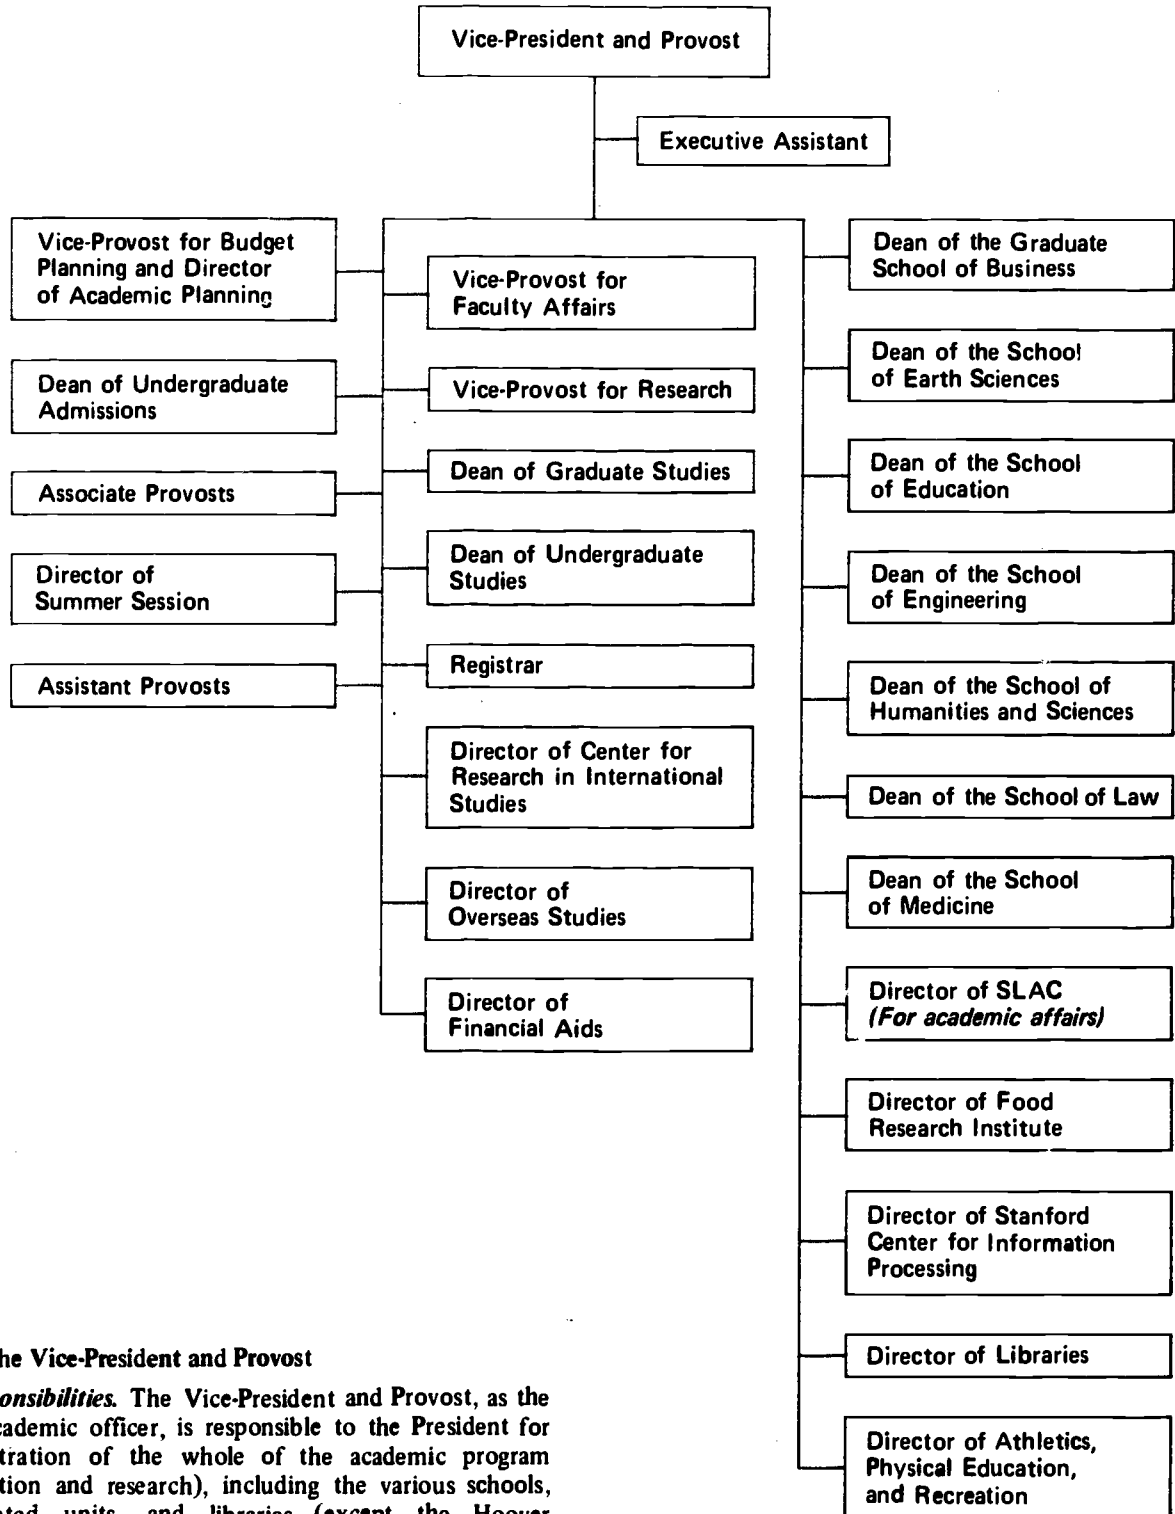 Vice-President and Provost
Executive Assistant
Vice-Provost for Budget
Planning and Director
of Academic Planning
Dean of Undergraduate
Admissions
Associate Provosts
Director of
Summer Session
Assistant Provosts
Vice-Provost for
Faculty Affairs
Vice-Provost for Research
Dean of Graduate Studies
Dean of Undergraduate
Studies
Registrar
Director of Center for
Research in International
Studies
Director of
Overseas Studies
Director of
Financial Aids
Dean of the Graduate
School of Business
Dean of the School
of Earth Sciences
Dean of the School
of Education
Dean of the School
of Engineering
Dean of the School of
Humanities and Sciences
Dean of the School of Law
Dean of the School
of Medicine
Director of SLAC
(For academic affairs)
Director of Food
Research Institute
Director of Stanford
Center for Information
Processing
Director of Libraries
Director of Athletics,
Physical Education,
and Recreation
he Vice-President and Provost
onsibilities. The Vice-President and Provost, as the
cademic officer, is responsible to the President for
tration of the whole of the academic program
tion and research), including the various schools,
ated units, and libraries (except the Hoover